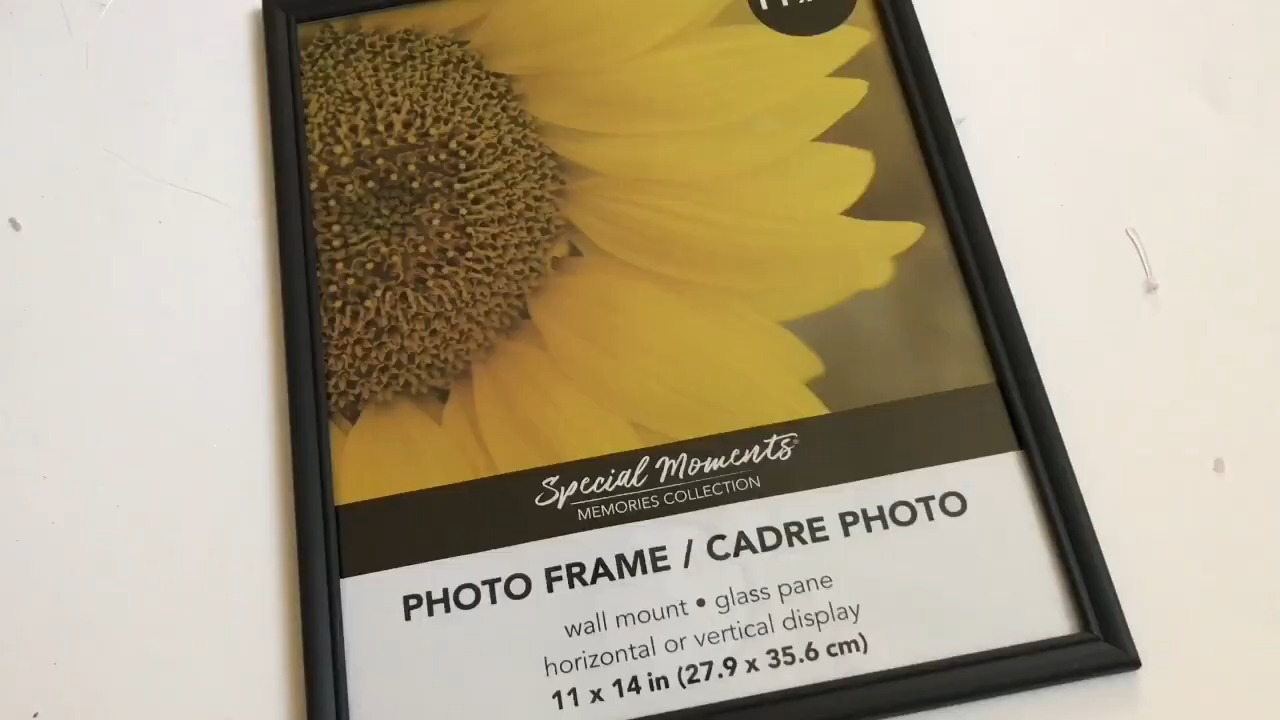 Special Moments®
MEMORIES COLLECTION
PHOTO FRAME / CADRE PHOTO
wall mount • glass pane
horizontal or vertical display
11 x 14 in (27.9 x 35.6 cm)